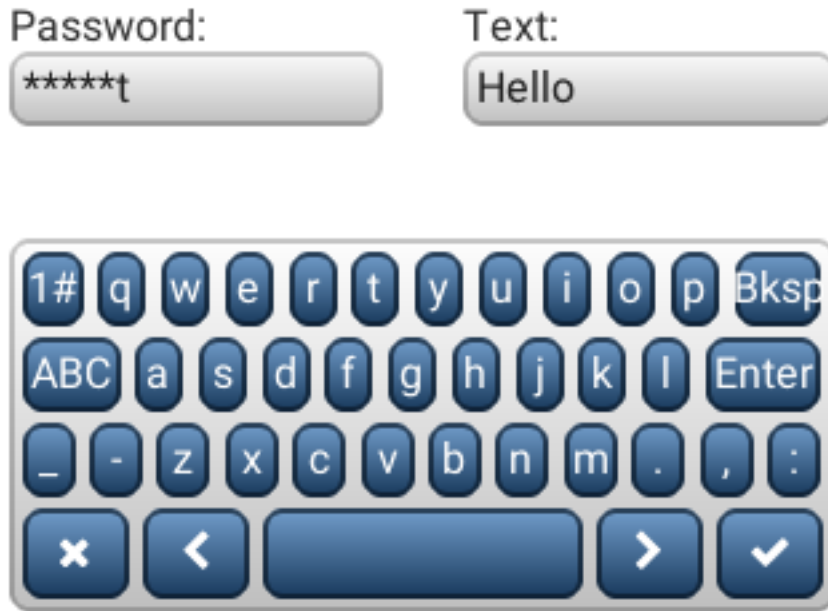 Password: Text:
*****t Hello
1# q w e r t y u i o p Bksp
ABC a s d f g h j k l Enter
_ - z x c v b n m . , :